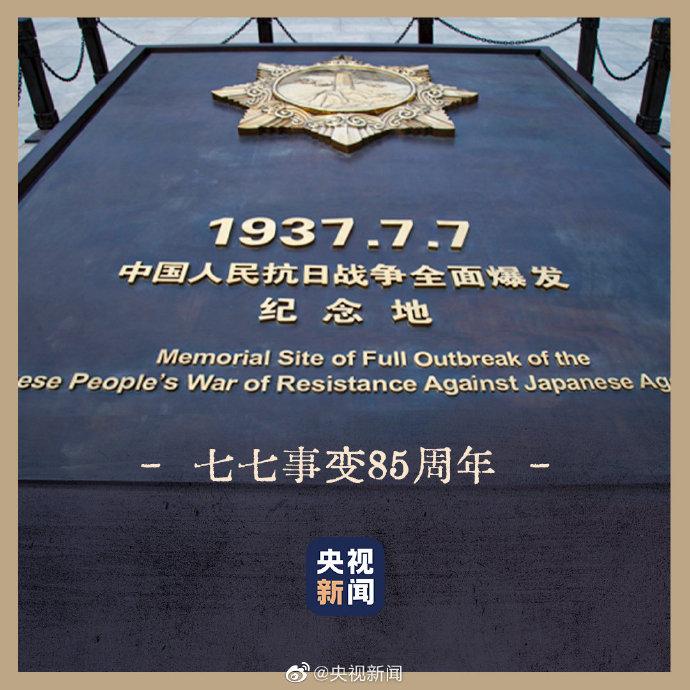 1937.7.7
中国人民抗日战争全面爆发
纪念地
Memorial Site of Full Outbreak of the
ese People's War of Resistance Against Japanese Ag
- 七七事变85周年 -
央视
新闻
@央视新闻